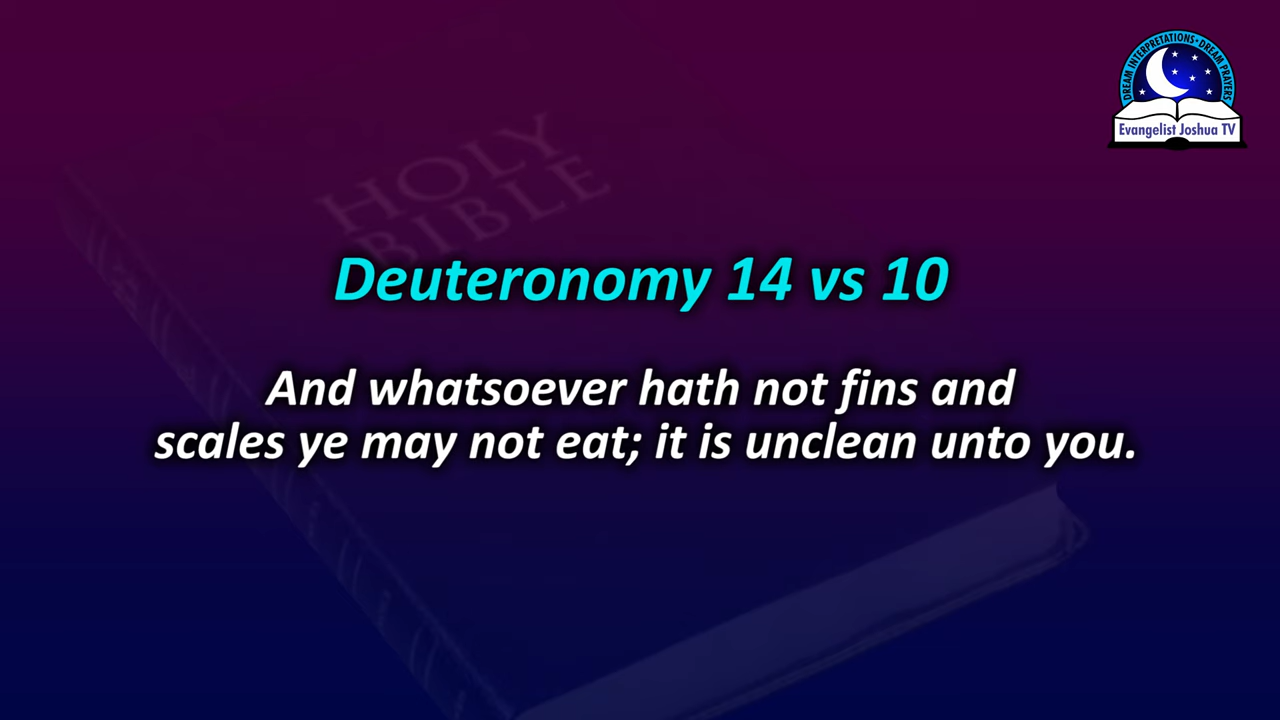 DREAM INTERPRETATIONS • DREAM PRAYERS
Evangelist Joshua TV
HOLY
BIBLE
Deuteronomy 14 vs 10
And whatsoever hath not fins and
scales ye may not eat; it is unclean unto you.